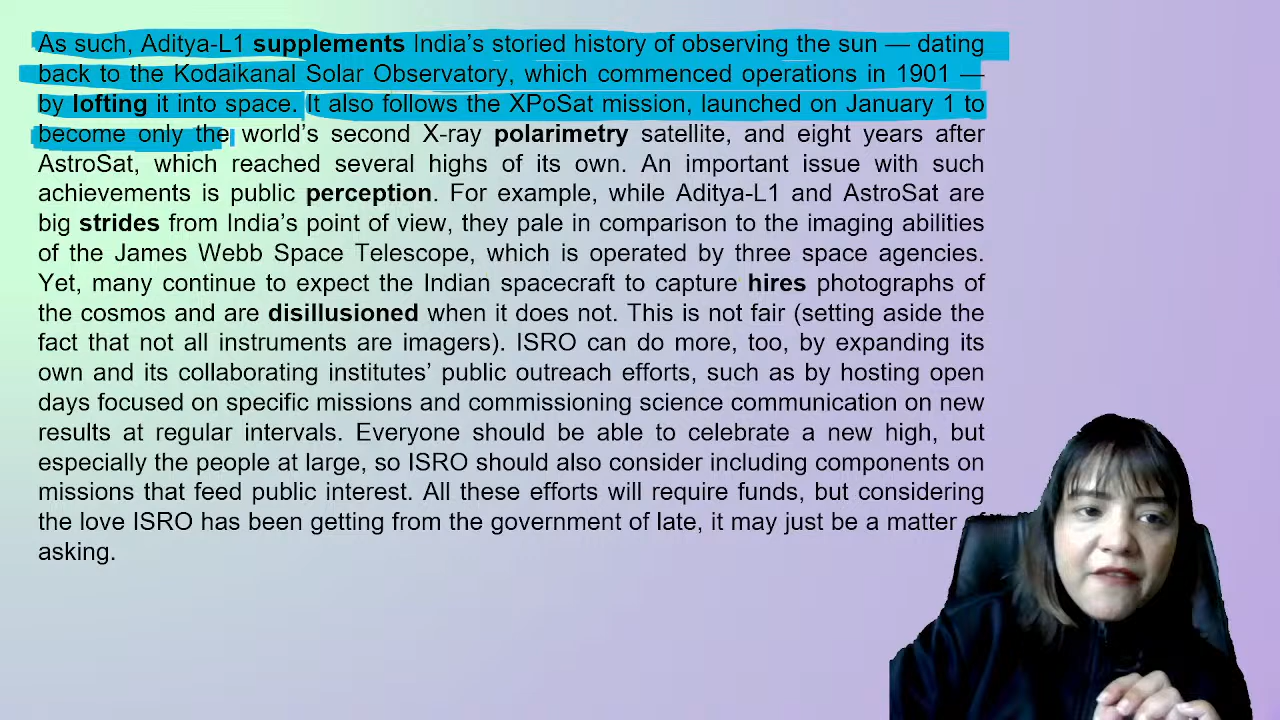 As such, Aditya-L1 supplements India’s storied history of observing the sun — dating
back to the Kodaikanal Solar Observatory, which commenced operations in 1901 —
by lofting it into space. It also follows the XPoSat mission, launched on January 1 to
become only the world’s second X-ray polarimetry satellite, and eight years after
AstroSat, which reached several highs of its own. An important issue with such
achievements is public perception. For example, while Aditya-L1 and AstroSat are
big strides from India’s point of view, they pale in comparison to the imaging abilities
of the James Webb Space Telescope, which is operated by three space agencies.
Yet, many continue to expect the Indian spacecraft to capture hires photographs of
the cosmos and are disillusioned when it does not. This is not fair (setting aside the
fact that not all instruments are imagers). ISRO can do more, too, by expanding its
own and its collaborating institutes’ public outreach efforts, such as by hosting open
days focused on specific missions and commissioning science communication on new
results at regular intervals. Everyone should be able to celebrate a new high, but
especially the people at large, so ISRO should also consider including components on
missions that feed public interest. All these efforts will require funds, but considering
the love ISRO has been getting from the government of late, it may just be a matter of
asking.